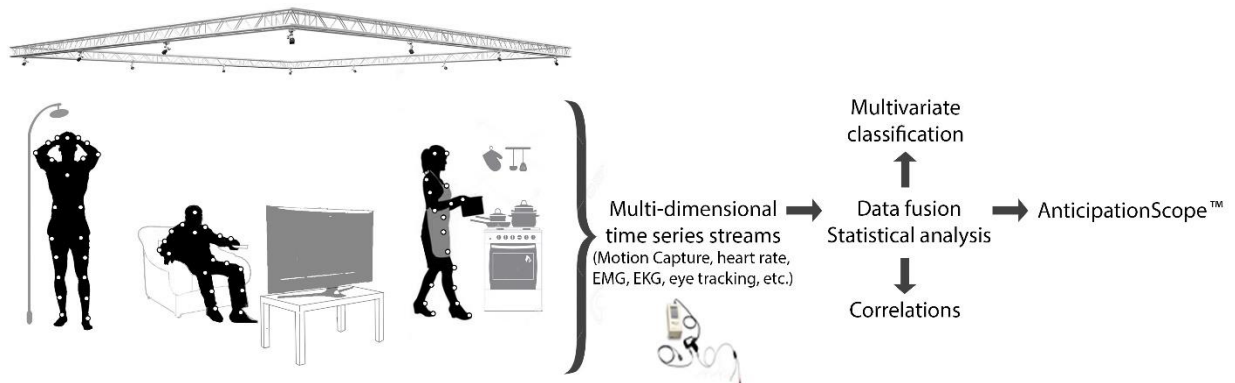 Multi-dimensional
time series streams
(Motion Capture, heart rate,
EMG, EKG, eye tracking, etc.)
Multivariate
classification
Data fusion
Statistical analysis
Correlations
AnticipationScope™